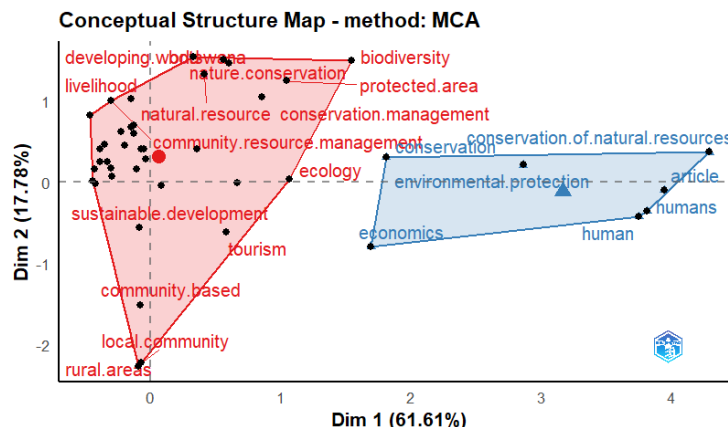 Conceptual Structure Map - method: MCA
developing.wo botswana biodiversity
nature.conservation
livelihood protected.area
natural.resource conservation.management
community.resource.management
conservation.of.natural.resources
conservation
ecology
environmental.protection article
sustainable.development humans
tourism economics human
community.based
local.community
rural.areas
Dim 2 (17.78%)
1
0
-1
-2
0 1 2 3 4
Dim 1 (61.61%)